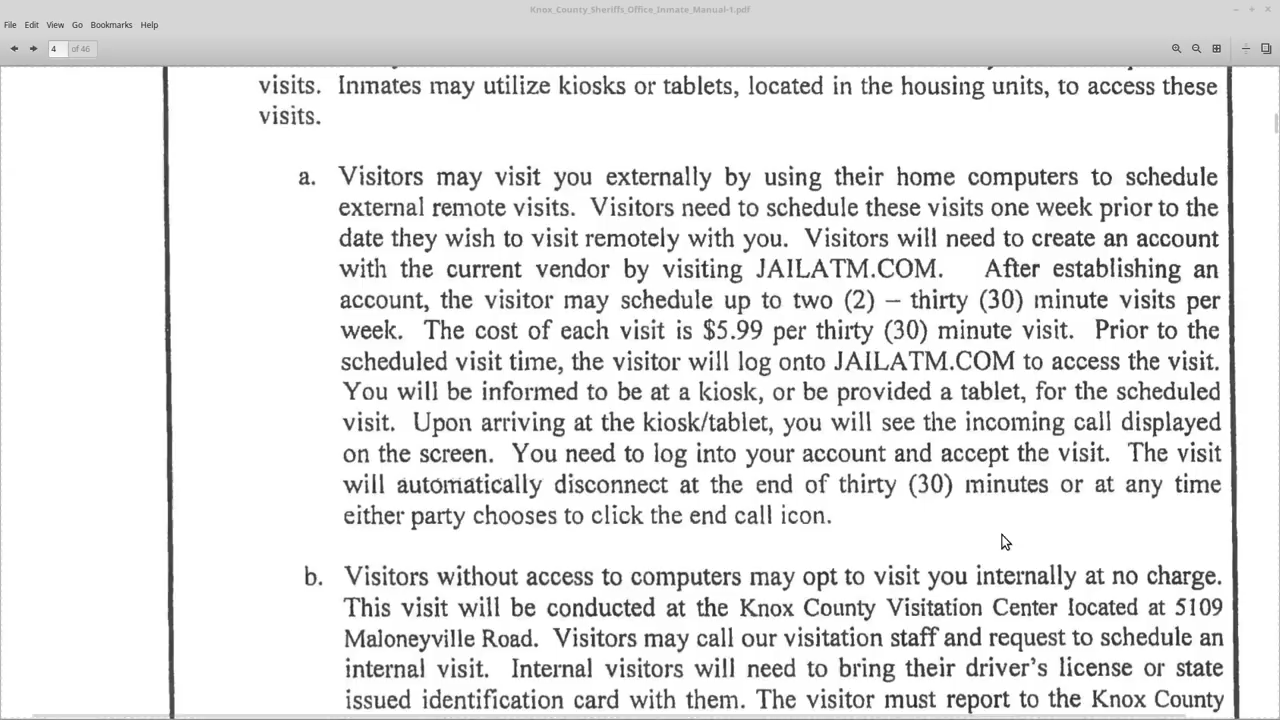 Knox_County_Sheriffs_Office_Inmate_Manual-1.pdf
File Edit View Go Bookmarks Help
4 of 46
visits. Inmates may utilize kiosks or tablets, located in the housing units, to access these
visits.
a. Visitors may visit you externally by using their home computers to schedule
external remote visits. Visitors need to schedule these visits one week prior to the
date they wish to visit remotely with you. Visitors will need to create an account
with the current vendor by visiting JAILATM.COM. After establishing an
account, the visitor may schedule up to two (2) – thirty (30) minute visits per
week. The cost of each visit is $5.99 per thirty (30) minute visit. Prior to the
scheduled visit time, the visitor will log onto JAILATM.COM to access the visit.
You will be informed to be at a kiosk, or be provided a tablet, for the scheduled
visit. Upon arriving at the kiosk/tablet, you will see the incoming call displayed
on the screen. You need to log into your account and accept the visit. The visit
will automatically disconnect at the end of thirty (30) minutes or at any time
either party chooses to click the end call icon.
b. Visitors without access to computers may opt to visit you internally at no charge.
This visit will be conducted at the Knox County Visitation Center located at 5109
Maloneyville Road. Visitors may call our visitation staff and request to schedule an
internal visit. Internal visitors will need to bring their driver's license or state
issued identification card with them. The visitor must report to the Knox County